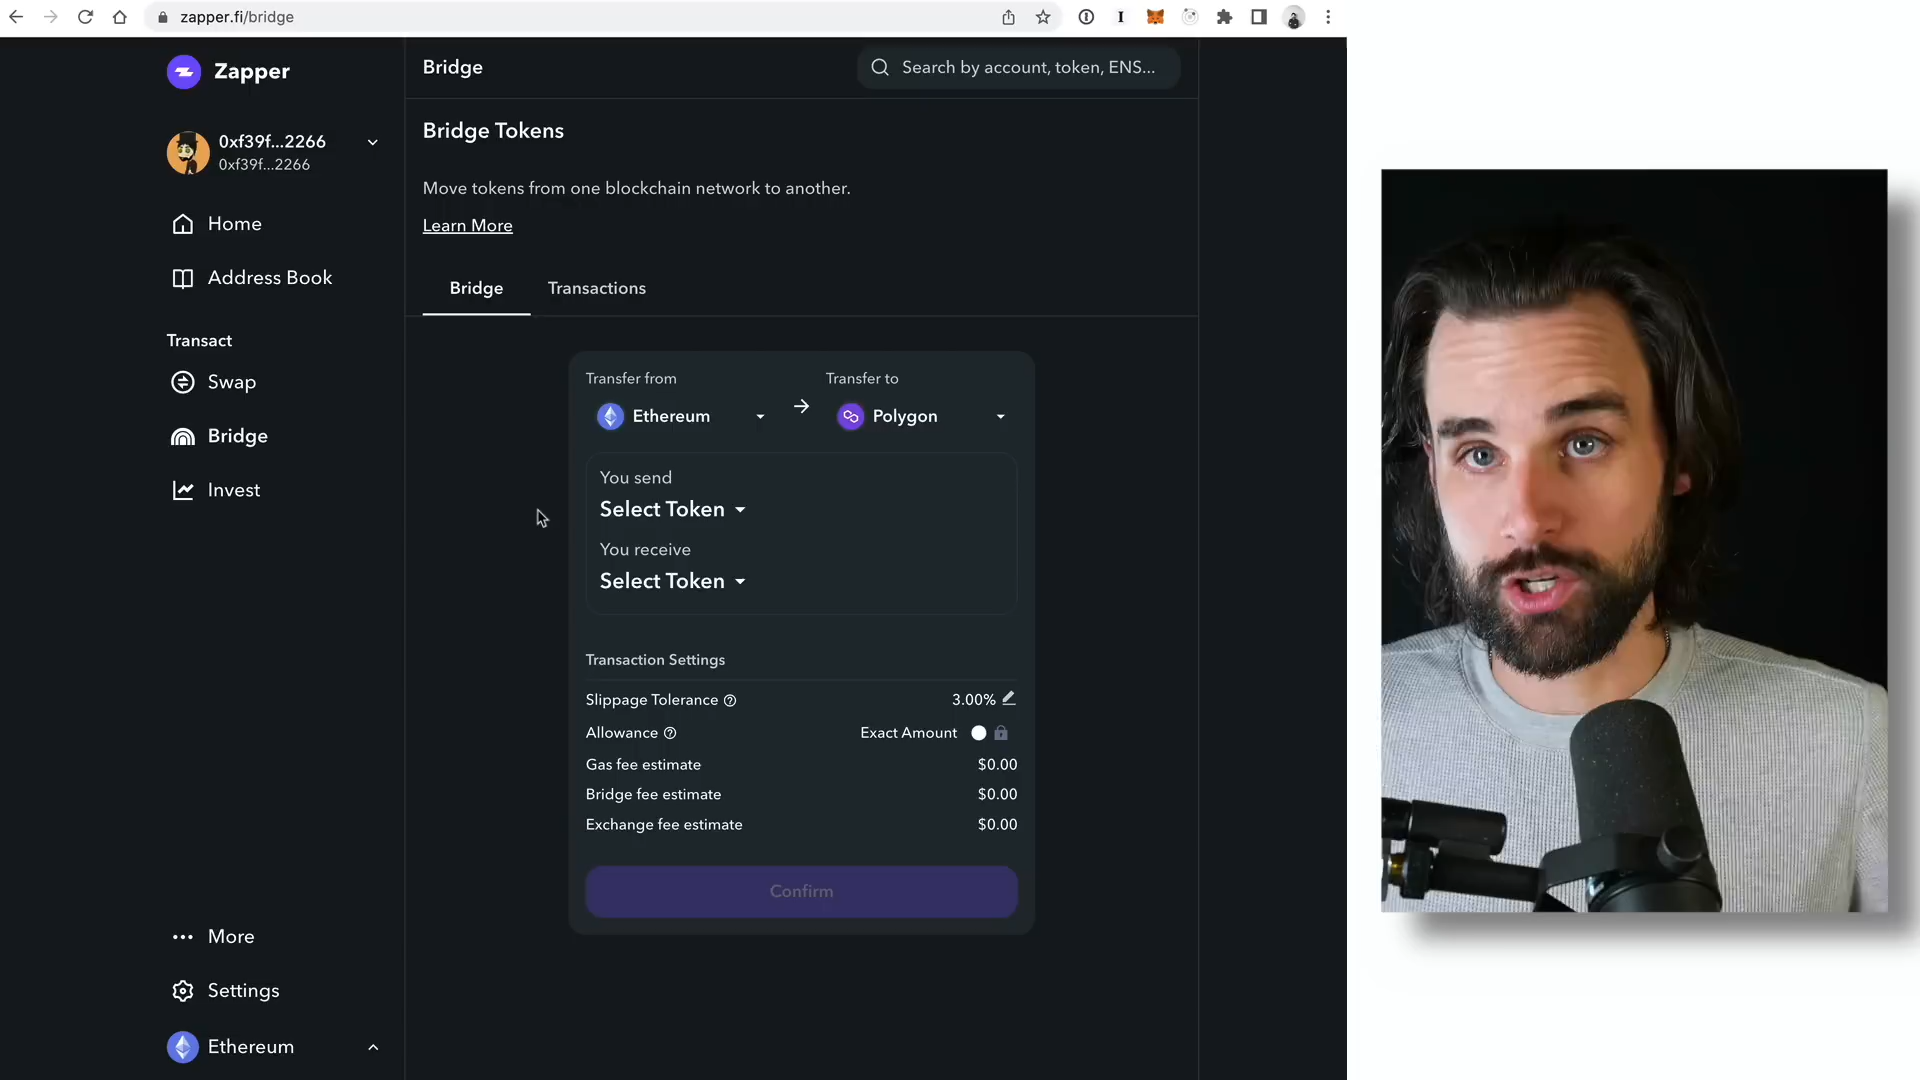 zapper.fi/bridge
Zapper
Bridge
Search by account, token, ENS...
0xf39f...2266
0xf39f...2266
Home
Address Book
Transact
Swap
Bridge
Invest
Bridge Tokens
Move tokens from one blockchain network to another.
Learn More
Bridge
Transactions
Transfer from
Transfer to
Ethereum
Polygon
You send
Select Token
You receive
Select Token
Transaction Settings
Slippage Tolerance
3.00%
Allowance
Exact Amount
Gas fee estimate
$0.00
Bridge fee estimate
$0.00
Exchange fee estimate
$0.00
Confirm
More
Settings
Ethereum